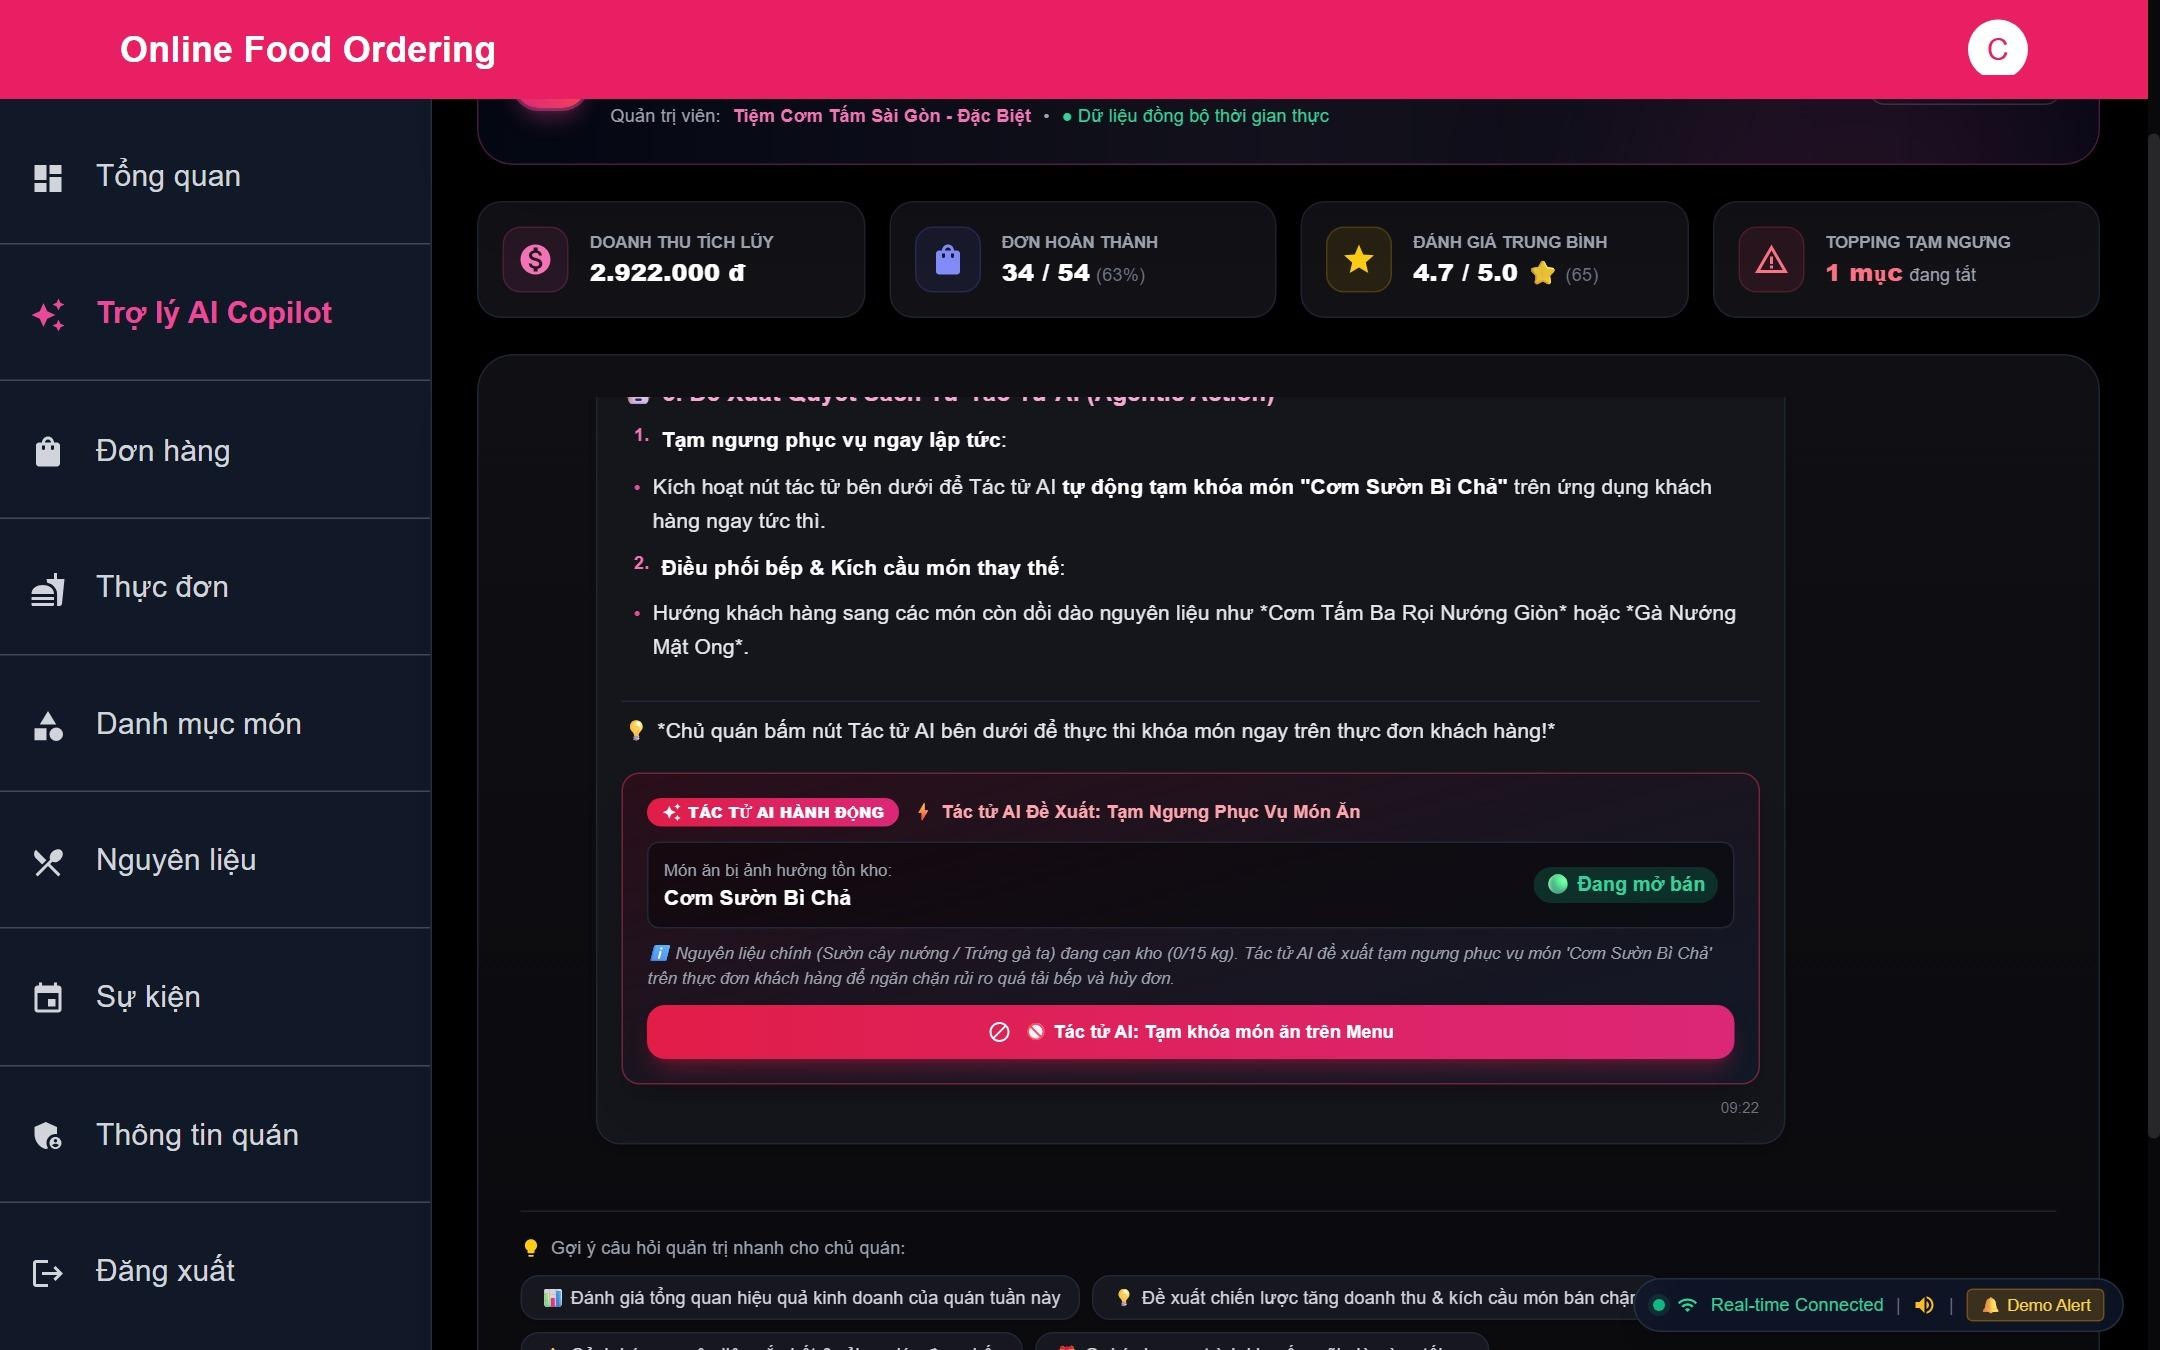 Online Food Ordering
C
Quản trị viên: Tiệm Cơm Tấm Sài Gòn - Đặc Biệt • ● Dữ liệu đồng bộ thời gian thực
Tổng quan
Trợ lý AI Copilot
Đơn hàng
Thực đơn
Danh mục món
Nguyên liệu
Sự kiện
Thông tin quán
Đăng xuất
DOANH THU TÍCH LŨY
2.922.000 đ
ĐƠN HOÀN THÀNH
34 / 54 (63%)
ĐÁNH GIÁ TRUNG BÌNH
4.7 / 5.0 ⭐ (65)
TOPPING TẠM NGƯNG
1 mục đang tắt
1. Tạm ngưng phục vụ ngay lập tức:
• Kích hoạt nút tác tử bên dưới để Tác tử AI tự động tạm khóa món "Cơm Sườn Bì Chả" trên ứng dụng khách
hàng ngay tức thì.
2. Điều phối bếp & Kích cầu món thay thế:
• Hướng khách hàng sang các món còn dồi dào nguyên liệu như *Cơm Tấm Ba Rọi Nướng Giòn* hoặc *Gà Nướng
Mật Ong*.
💡 *Chủ quán bấm nút Tác tử AI bên dưới để thực thi khóa món ngay trên thực đơn khách hàng!*
TÁC TỬ AI HÀNH ĐỘNG ⚡ Tác tử AI Đề Xuất: Tạm Ngưng Phục Vụ Món Ăn
Món ăn bị ảnh hưởng tồn kho:
Cơm Sườn Bì Chả
Đang mở bán
ℹ️ Nguyên liệu chính (Sườn cây nướng / Trứng gà ta) đang cạn kho (0/15 kg). Tác tử AI đề xuất tạm ngưng phục vụ món 'Cơm Sườn Bì Chả'
trên thực đơn khách hàng để ngăn chặn rủi ro quá tải bếp và hủy đơn.
🚫 Tác tử AI: Tạm khóa món ăn trên Menu
09:22
Gợi ý câu hỏi quản trị nhanh cho chủ quán:
📊 Đánh giá tổng quan hiệu quả kinh doanh của quán tuần này
💡 Đề xuất chiến lược tăng doanh thu & kích cầu món bán chậ
Real-time Connected | 🔊 | 🔔 Demo Alert